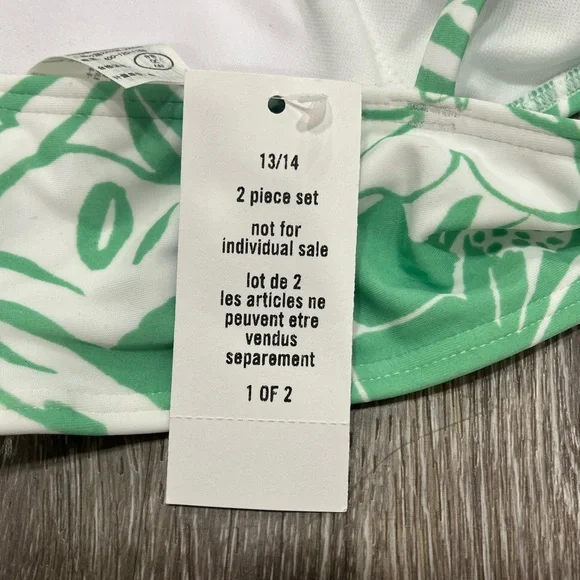 13/14
2 piece set
not for
individual sale
lot de 2
les articles ne
peuvent etre
vendus
separement
1 OF 2